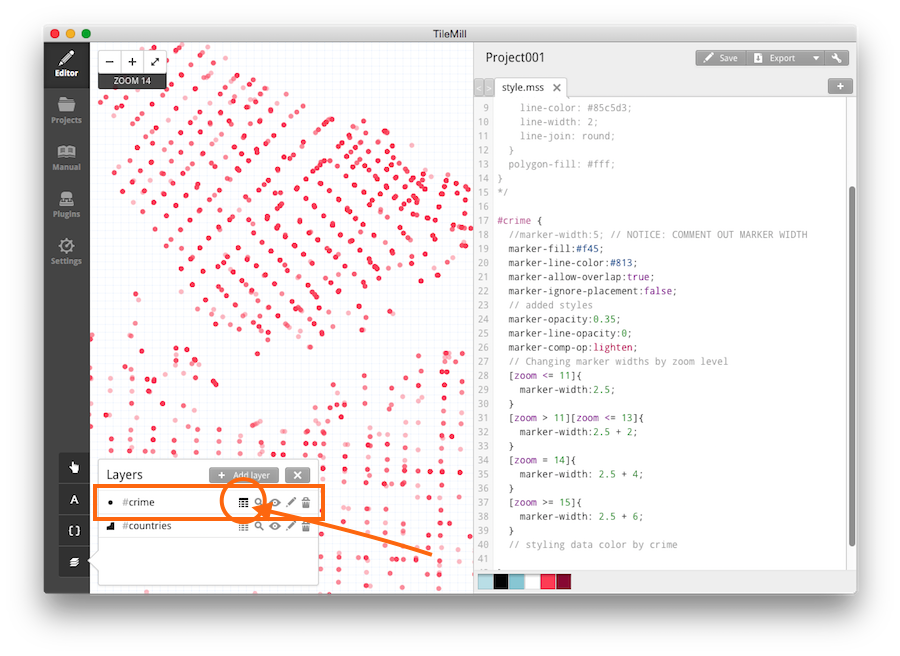 TileMill
Editor
Projects
Manual
Plugins
Settings
− + 
ZOOM 14
Project001
Save
Export
style.mss ×
< >
+
9 line-color: #85c5d3;
10 line-width: 2;
11 line-join: round;
12 }
13 polygon-fill: #fff;
14 }
15 */
16
17 #crime {
18 //marker-width:5; // NOTICE: COMMENT OUT MARKER WIDTH
19 marker-fill:#f45;
20 marker-line-color:#813;
21 marker-allow-overlap:true;
22 marker-ignore-placement:false;
23 // added styles
24 marker-opacity:0.35;
25 marker-line-opacity:0;
26 marker-comp-op:lighten;
27 // Changing marker widths by zoom level
28 [zoom <= 11]{
29 marker-width:2.5;
30 }
31 [zoom > 11][zoom <= 13]{
32 marker-width:2.5 + 2;
33 }
34 [zoom = 14]{
35 marker-width: 2.5 + 4;
36 }
37 [zoom >= 15]{
38 marker-width: 2.5 + 6;
39 }
40 // styling data color by crime
41
A
[ ]
Layers
+ Add layer
×
#crime
#countries